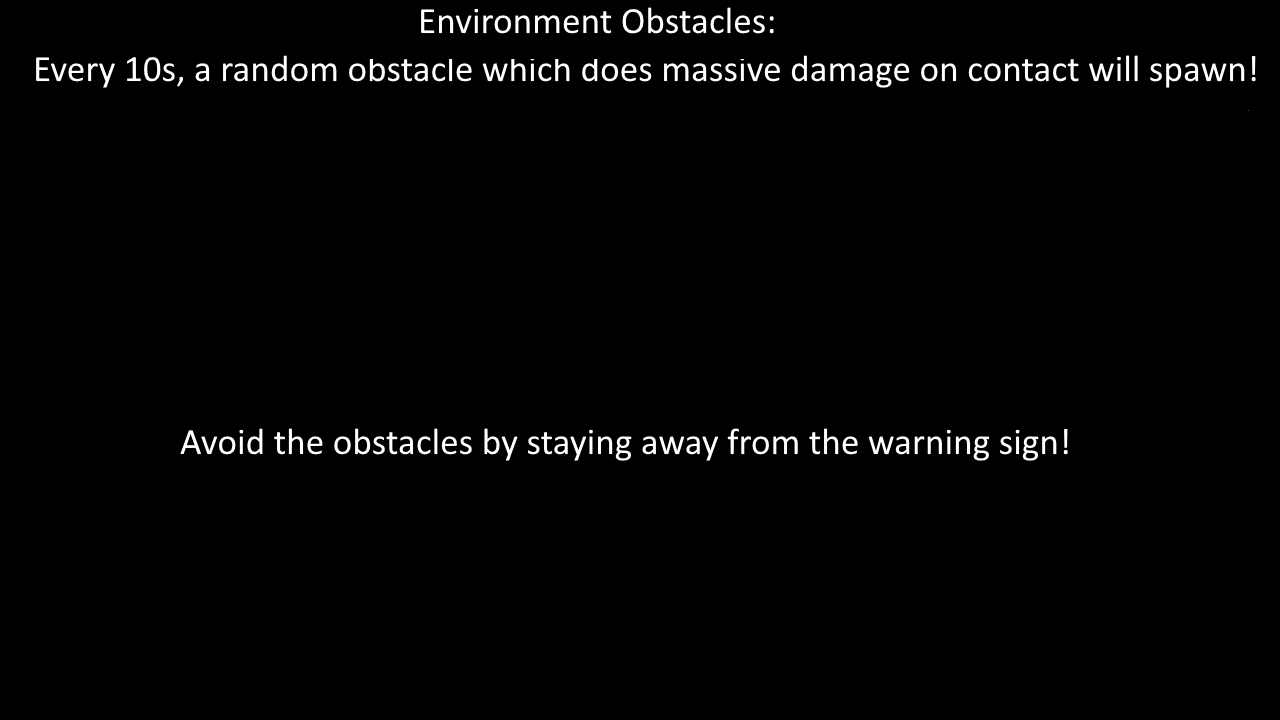 Environment Obstacles:
Every 10s, a random obstacle which does massive damage on contact will spawn!
Avoid the obstacles by staying away from the warning sign!